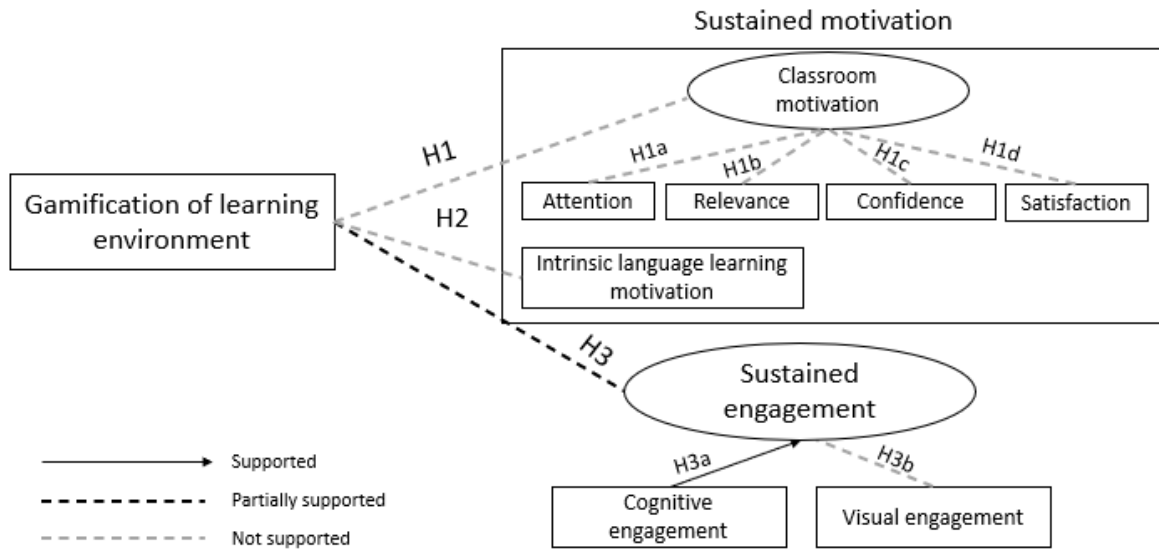 Sustained motivation
Classroom
motivation
H1
H1a
H1b
H1c
H1d
Attention
Relevance
Confidence
Satisfaction
Gamification of learning
environment
H2
Intrinsic language learning
motivation
H3
Sustained
engagement
H3a
H3b
Cognitive
engagement
Visual engagement
Supported
Partially supported
Not supported